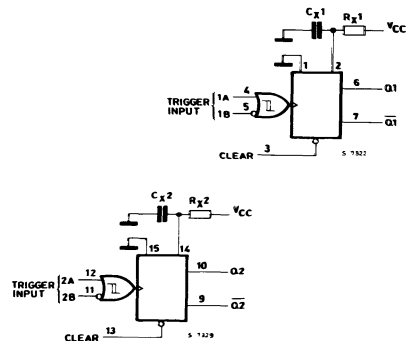 Cx1 Rx1 VCC
1 2
TRIGGER INPUT 1A 4 6 Q1
1B 5 7 Q1
CLEAR 3
S-7322
Cx2 Rx2 VCC
15 14
TRIGGER INPUT 2A 12 10 Q2
2B 11 9 Q2
CLEAR 13